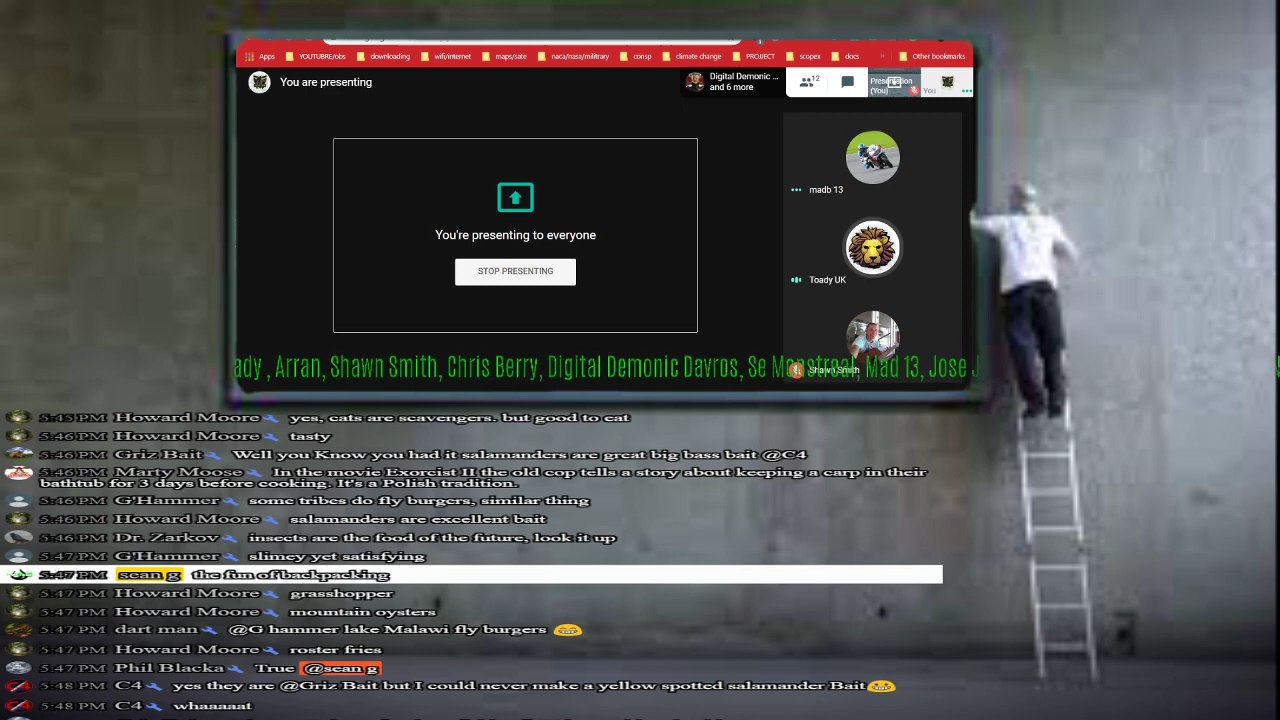 Apps YOUTUBRE/obs downloading wifi/internet maps/sate naca/nasa/militrary consp climate change PROJECT scopex docs Other bookmarks
You are presenting
Digital Demonic ...
and 6 more
12
Presentation
(You)
You
madb 13
You're presenting to everyone
STOP PRESENTING
Toady UK
Shawn Smith
ady , Arran, Shawn Smith, Chris Berry, Digital Demonic Davros, Se Monstreal, Mad 13, Jose J
5:45 PM Howard Moore yes, cats are scavengers. but good to eat
5:46 PM Howard Moore tasty
5:46 PM Griz Bait Well you Know you had it salamanders are great big bass bait @C4
5:46 PM Marty Moose In the movie Exorcist II the old cop tells a story about keeping a carp in their
bathtub for 3 days before cooking. It's a Polish tradition.
5:46 PM G'Hammer some tribes do fly burgers, similar thing
5:46 PM Howard Moore salamanders are excellent bait
5:46 PM Dr. Zarkov insects are the food of the future, look it up
5:47 PM G'Hammer slimey yet satisfying
5:47 PM sean g the fun of backpacking
5:47 PM Howard Moore grasshopper
5:47 PM Howard Moore mountain oysters
5:47 PM dart man @G hammer lake Malawi fly burgers 😁
5:47 PM Howard Moore roster fries
5:47 PM Phil Blacka True @sean g
5:48 PM C4 yes they are @Griz Bait but I could never make a yellow spotted salamander Bait😁
5:48 PM C4 whaaaaat